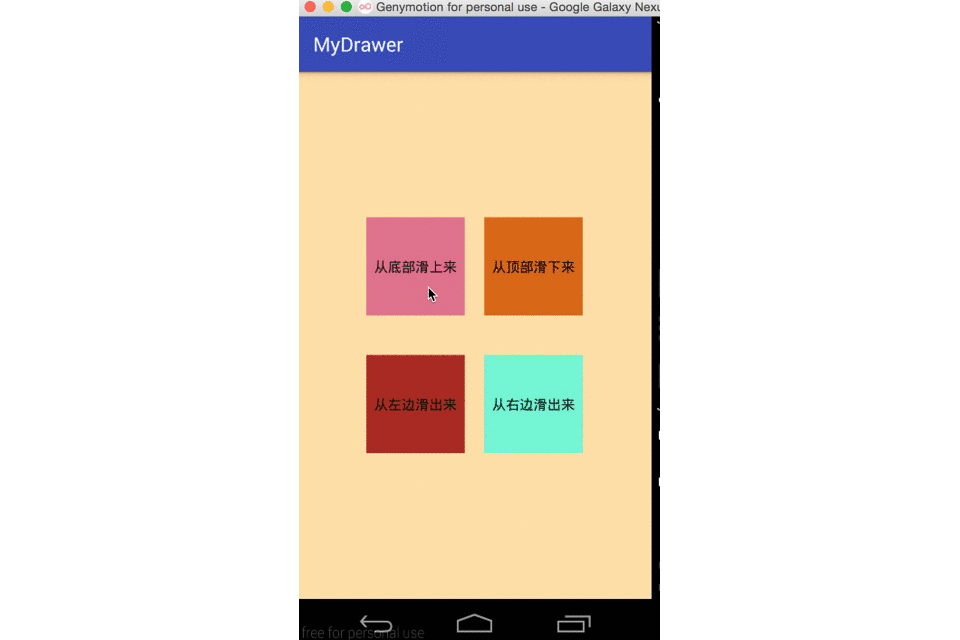 Genymotion for personal use - Google Galaxy Nexu
MyDrawer
从底部滑上来
从顶部滑下来
从左边滑出来
从右边滑出来
free for personal use